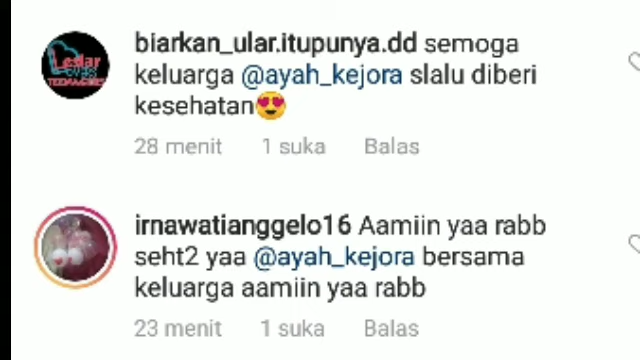 Leslar
biarkan_ular.itupunya.dd semoga
keluarga @ayah_kejora slalu diberi
kesehatan😍
28 menit 1 suka Balas
irnawatianggelo16 Aamiin yaa rabb
seht2 yaa @ayah_kejora bersama
keluarga aamiin yaa rabb
23 menit 1 suka Balas